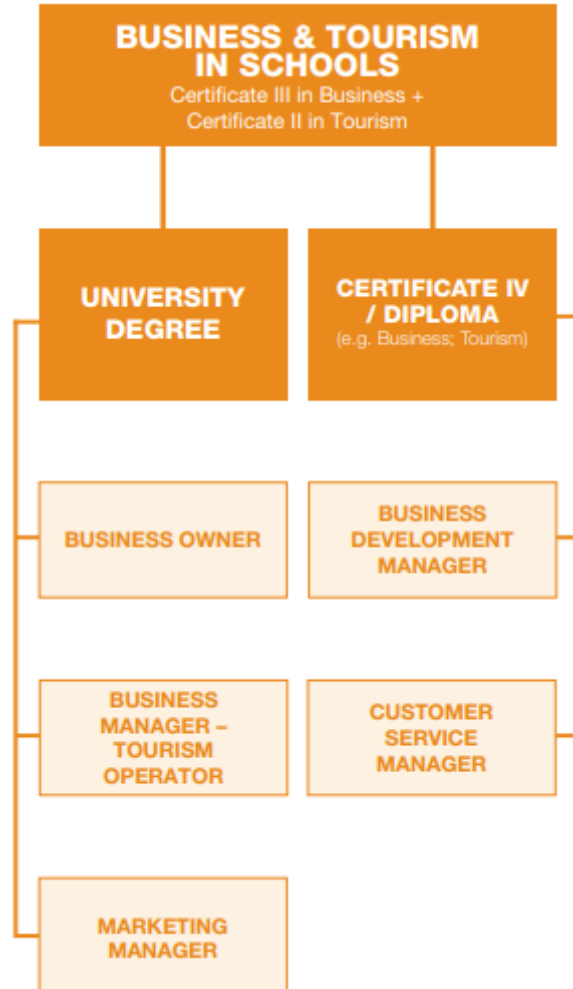 BUSINESS & TOURISM
IN SCHOOLS
Certificate III in Business +
Certificate II in Tourism
UNIVERSITY
DEGREE
CERTIFICATE IV
/ DIPLOMA
(e.g. Business; Tourism)
BUSINESS OWNER
BUSINESS
DEVELOPMENT
MANAGER
BUSINESS
MANAGER –
TOURISM
OPERATOR
CUSTOMER
SERVICE
MANAGER
MARKETING
MANAGER